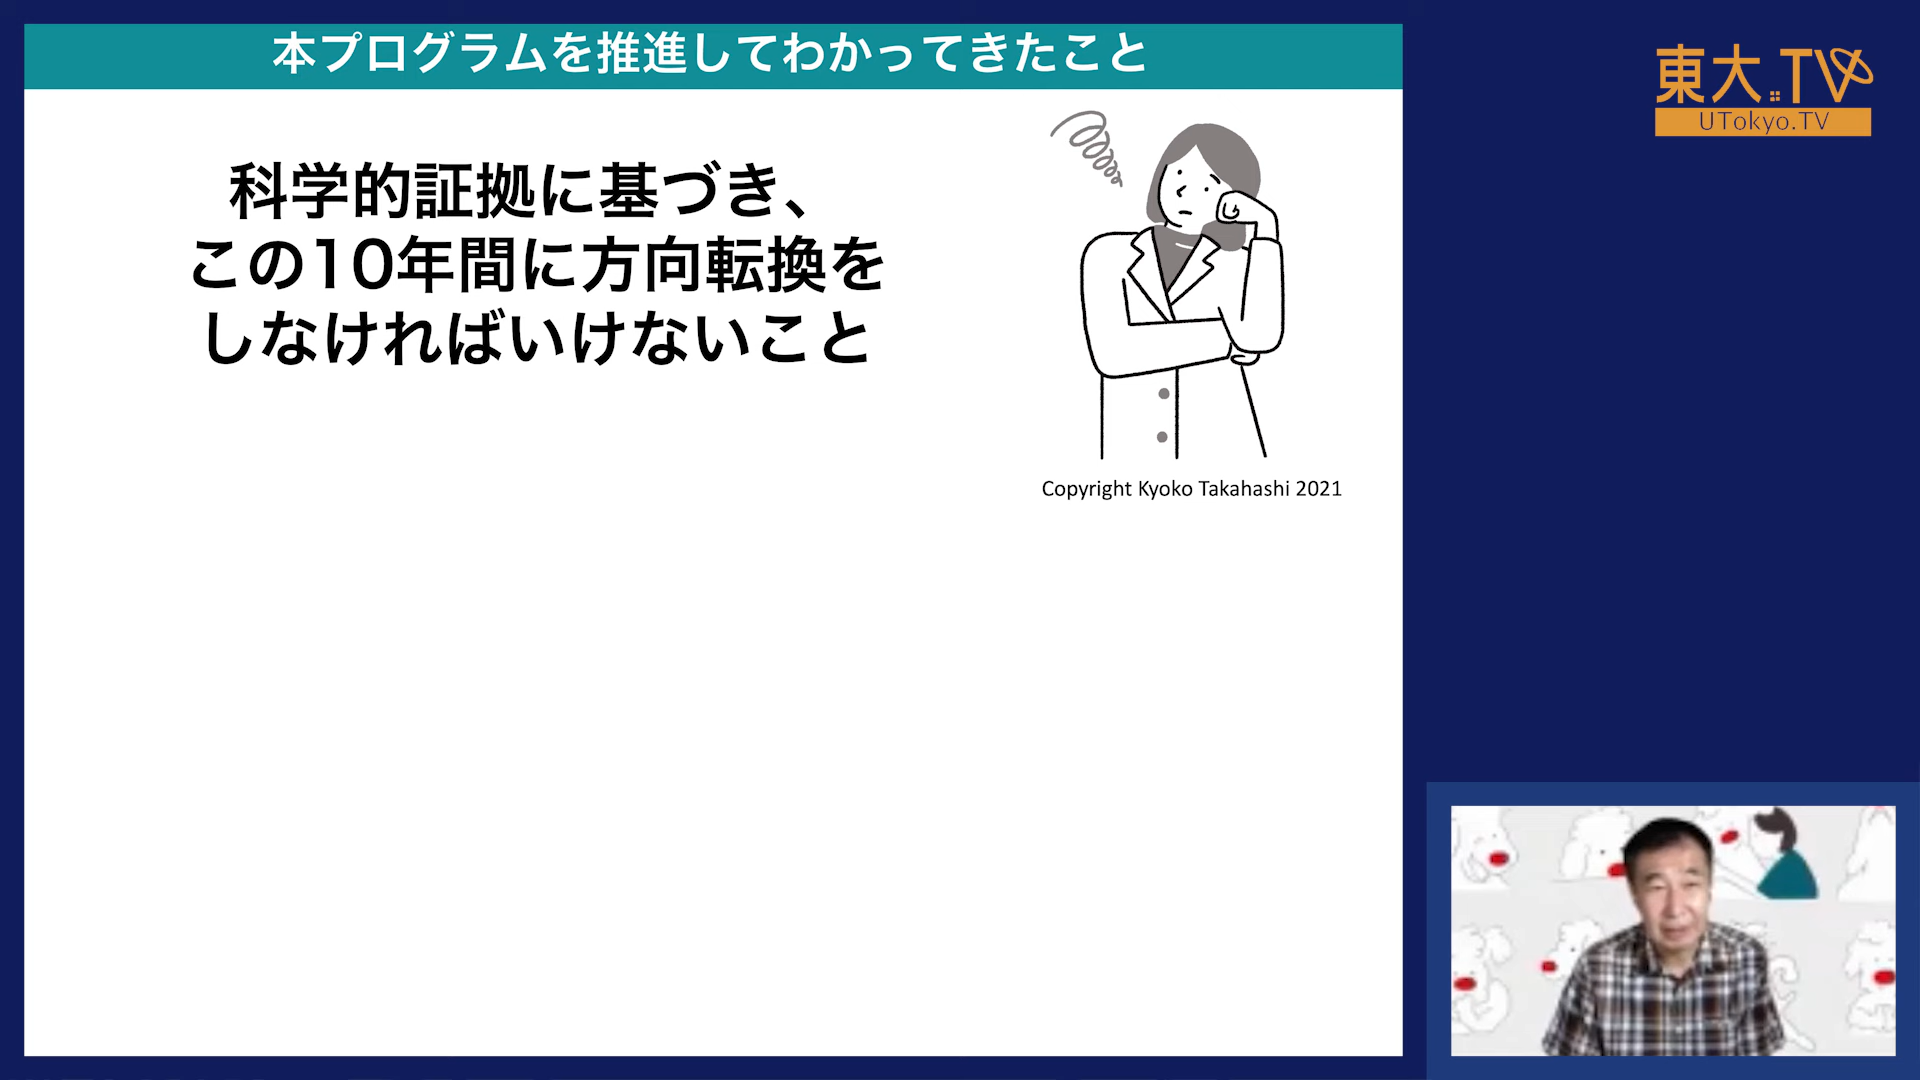 本プログラムを推進してわかってきたこと
東大TV
UTokyo.TV
科学的証拠に基づき、
この10年間に方向転換を
しなければいけないこと
Copyright Kyoko Takahashi 2021